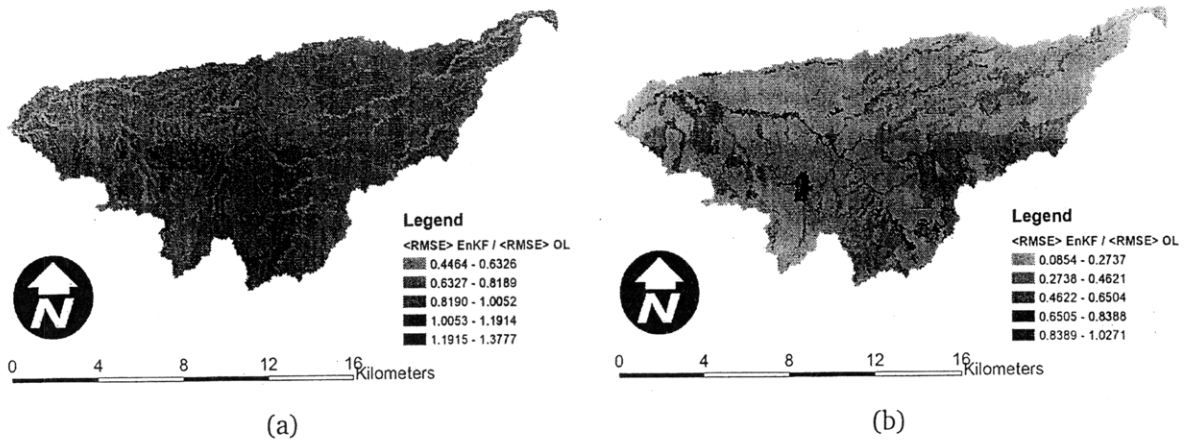 Legend
<RMSE> EnKF / <RMSE> OL
0.4464 - 0.6326
0.6327 - 0.8189
0.8190 - 1.0052
1.0053 - 1.1914
1.1915 - 1.3777
N
0 4 8 12 16
Kilometers
(a)
Legend
<RMSE> EnKF / <RMSE> OL
0.0854 - 0.2737
0.2738 - 0.4621
0.4622 - 0.6504
0.6505 - 0.8388
0.8389 - 1.0271
N
0 4 8 12 16
Kilometers
(b)